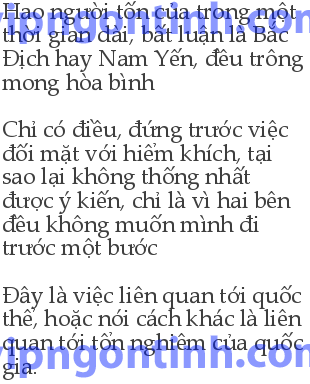 Hao người tốn của trong một
thời gian dài, bất luận là Bắc
Địch hay Nam Yến, đều trông
mong hòa bình
Chỉ có điều, đứng trước việc
đối mặt với hiểm khích, tại
sao lại không thống nhất
được ý kiến, chỉ là vì hai bên
đều không muốn mình đi
trước một bước
Đây là việc liên quan tới quốc
thể, hoặc nói cách khác là liên
quan tới tôn nghiêm của quốc
gia.
vipngontinh.com
vipngontinh.com